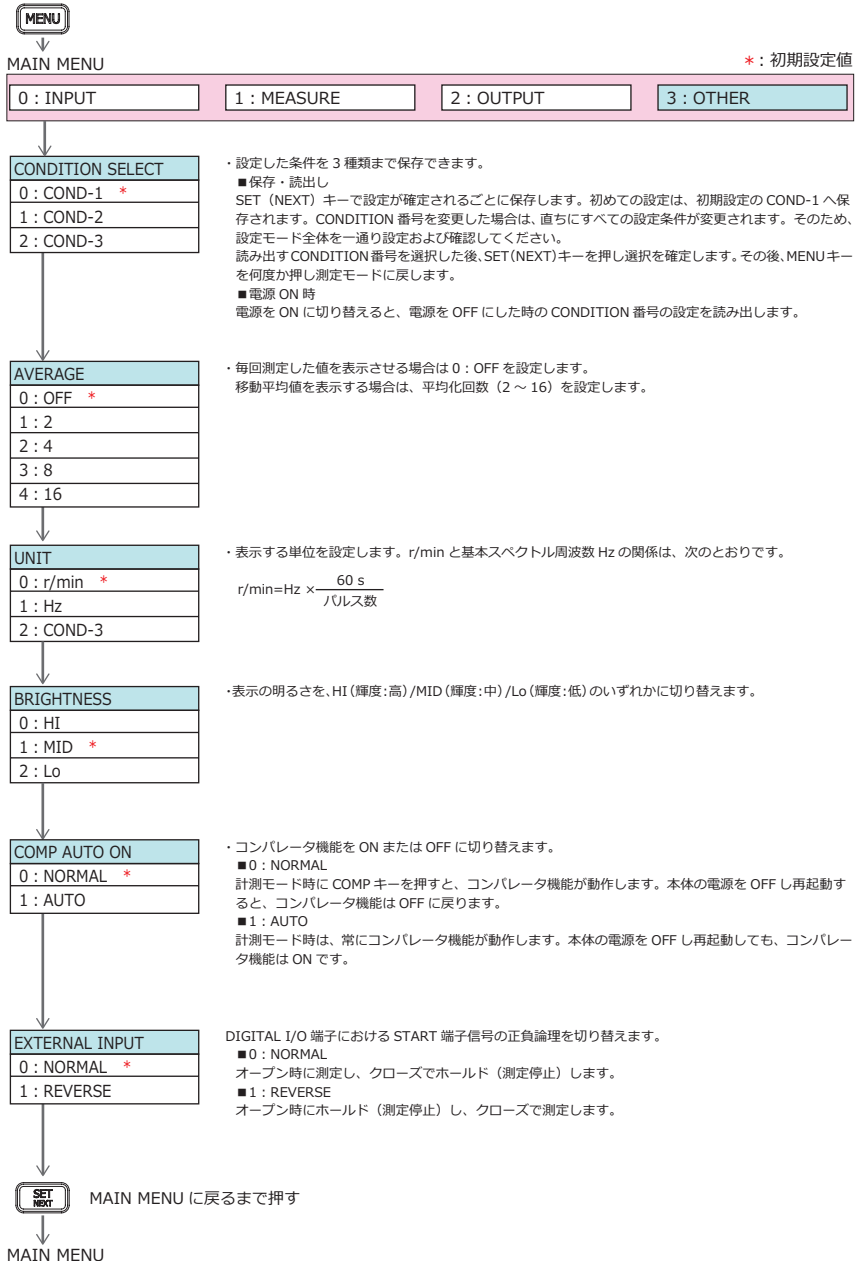 MENU
MAIN MENU
*：初期設定値
0：INPUT
1：MEASURE
2：OUTPUT
3：OTHER
CONDITION SELECT
0：COND-1 *
1：COND-2
2：COND-3
・設定した条件を 3 種類まで保存できます。
■保存・読出し
SET（NEXT）キーで設定が確定されるごとに保存します。初めての設定は、初期設定の COND-1 へ保
存されます。CONDITION 番号を変更した場合は、直ちにすべての設定条件が変更されます。そのため、
設定モード全体を一通り設定および確認してください。
読み出すCONDITION番号を選択した後、SET(NEXT)キーを押し選択を確定します。その後、MENUキー
を何度か押し測定モードに戻します。
■電源 ON 時
電源を ON に切り替えると、電源を OFF にした時の CONDITION 番号の設定を読み出します。
AVERAGE
0：OFF *
1：2
2：4
3：8
4：16
・毎回測定した値を表示させる場合は 0：OFF を設定します。
移動平均値を表示する場合は、平均化回数（2 ～ 16）を設定します。
UNIT
0：r/min *
1：Hz
2：COND-3
・表示する単位を設定します。r/min と基本スペクトル周波数 Hz の関係は、次のとおりです。
r/min=Hz × 60 s
パルス数
BRIGHTNESS
0：HI
1：MID *
2：Lo
・表示の明るさを、HI（輝度:高）/MID（輝度:中）/Lo（輝度:低）のいずれかに切り替えます。
COMP AUTO ON
0：NORMAL *
1：AUTO
・コンパレータ機能を ON または OFF に切り替えます。
■0：NORMAL
計測モード時に COMP キーを押すと、コンパレータ機能が動作します。本体の電源を OFF し再起動す
ると、コンパレータ機能は OFF に戻ります。
■1：AUTO
計測モード時は、常にコンパレータ機能が動作します。本体の電源を OFF し再起動しても、コンパレー
タ機能は ON です。
EXTERNAL INPUT
0：NORMAL *
1：REVERSE
DIGITAL I/O 端子における START 端子信号の正負論理を切り替えます。
■0：NORMAL
オープン時に測定し、クローズでホールド（測定停止）します。
■1：REVERSE
オープン時にホールド（測定停止）し、クローズで測定します。
SET
NEXT
MAIN MENU に戻るまで押す
MAIN MENU